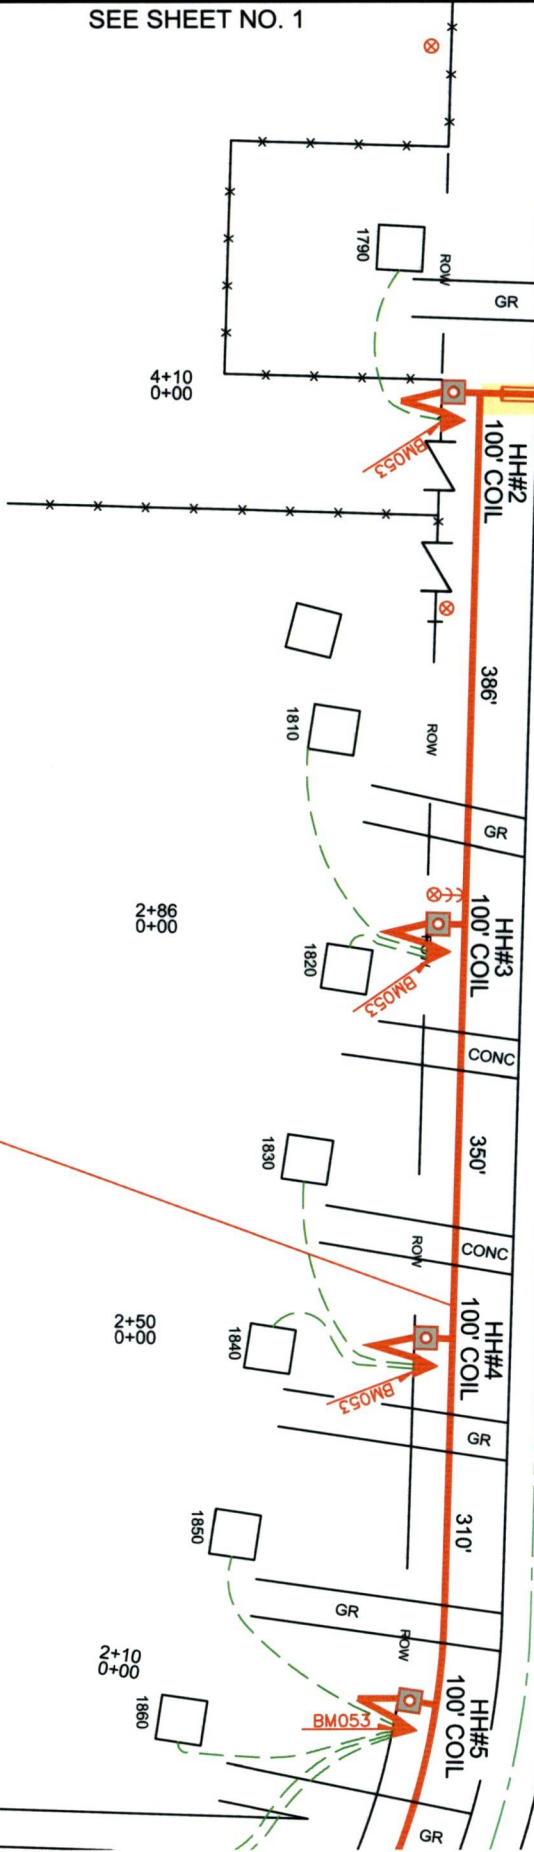 SEE SHEET NO. 1
1790
ROW
GR
4+10
0+00
BM053
HH#2
100' COIL
386'
1810
ROW
GR
2+86
0+00
HH#3
100' COIL
1820
BM053
CONC
350'
1830
ROW
CONC
2+50
0+00
HH#4
100' COIL
1840
BM053
GR
310'
1850
GR
ROW
2+10
0+00
1860
BM053
HH#5
100' COIL
GR